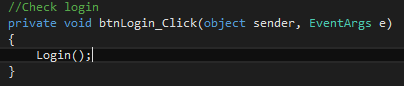 //Check login
private void btnLogin_Click(object sender, EventArgs e)
{
Login();
}